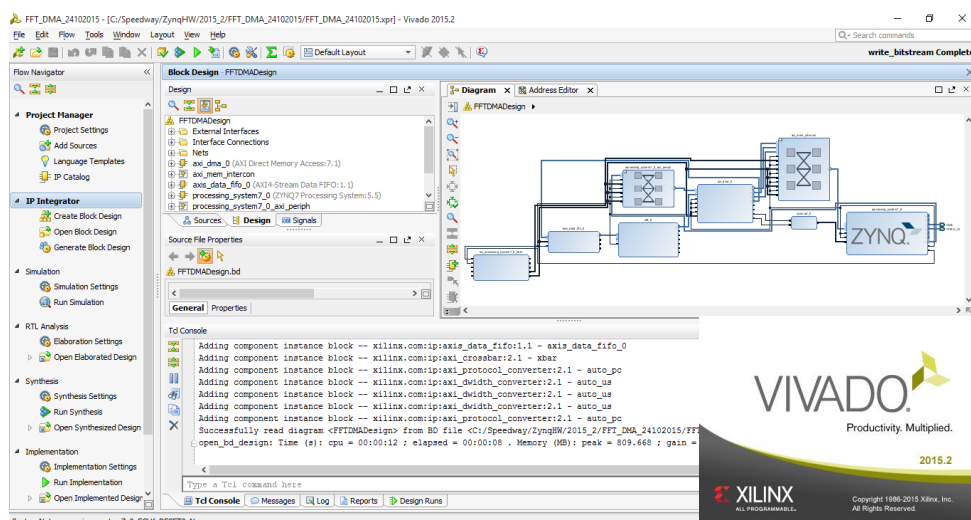 FFT_DMA_24102015 - [C:/Speedway/ZynqHW/2015_2/FFT_DMA_24102015/FFT_DMA_24102015.xpr] - Vivado 2015.2
File Edit Flow Tools Window Layout View Help
Search commands
Default Layout
write_bitstream Complete
Flow Navigator
Project Manager
Project Settings
Add Sources
Language Templates
IP Catalog
IP Integrator
Create Block Design
Open Block Design
Generate Block Design
Simulation
Simulation Settings
Run Simulation
RTL Analysis
Elaboration Settings
Open Elaborated Design
Synthesis
Synthesis Settings
Run Synthesis
Open Synthesized Design
Implementation
Implementation Settings
Run Implementation
Open Implemented Design
Block Design - FFTDMADesign
Design
FFTDMADesign
External Interfaces
Interface Connections
Nets
axi_dma_0 (AXI Direct Memory Access:7.1)
axi_mem_intercon
axis_data_fifo_0 (AXI4-Stream Data FIFO:1.1)
processing_system7_0 (ZYNQ7 Processing System:5.5)
processing_system7_0_axi_periph
Sources Design Signals
Source File Properties
FFTDMADesign.bd
General Properties
Diagram Address Editor
FFTDMADesign
ZYNQ
Tcl Console
Adding component instance block -- xilinx.com:ip:axis_data_fifo:1.1 - axis_data_fifo_0
Adding component instance block -- xilinx.com:ip:axi_crossbar:2.1 - xbar
Adding component instance block -- xilinx.com:ip:axi_protocol_converter:2.1 - auto_pc
Adding component instance block -- xilinx.com:ip:axi_dwidth_converter:2.1 - auto_us
Adding component instance block -- xilinx.com:ip:axi_dwidth_converter:2.1 - auto_us
Adding component instance block -- xilinx.com:ip:axi_dwidth_converter:2.1 - auto_us
Adding component instance block -- xilinx.com:ip:axi_protocol_converter:2.1 - auto_pc
Successfully read diagram <FFTDMADesign> from BD file <C:/Speedway/ZynqHW/2015_2/FFT_DMA_24102015/FFT
open_bd_design: Time (s): cpu = 00:00:12 ; elapsed = 00:00:08 . Memory (MB): peak = 809.668 ; gain =
Type a Tcl command here
Tcl Console Messages Log Reports Design Runs
VIVADO.
Productivity. Multiplied.
2015.2
XILINX
ALL PROGRAMMABLE.
Copyright 1986-2015 Xilinx, Inc.
All Rights Reserved.